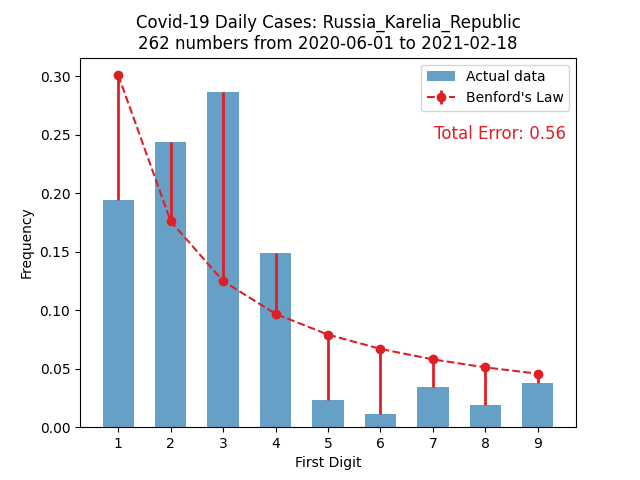 Covid-19 Daily Cases: Russia_Karelia_Republic
262 numbers from 2020-06-01 to 2021-02-18
Actual data
Benford's Law
Total Error: 0.56
Frequency
0.30
0.25
0.20
0.15
0.10
0.05
0.00
1 2 3 4 5 6 7 8 9
First Digit